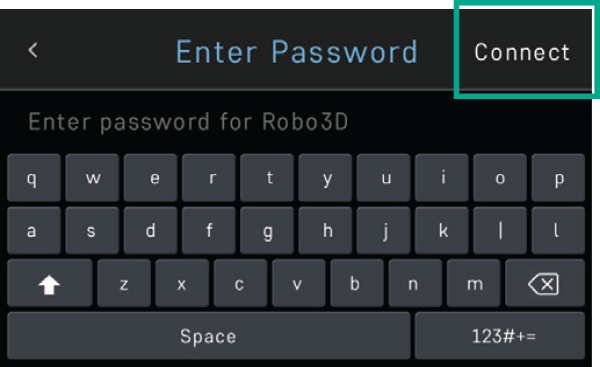 < Enter Password Connect
Enter password for Robo3D
q w e r t y u i o p
a s d f g h j k | l
z x c v b n m
Space 123#+=